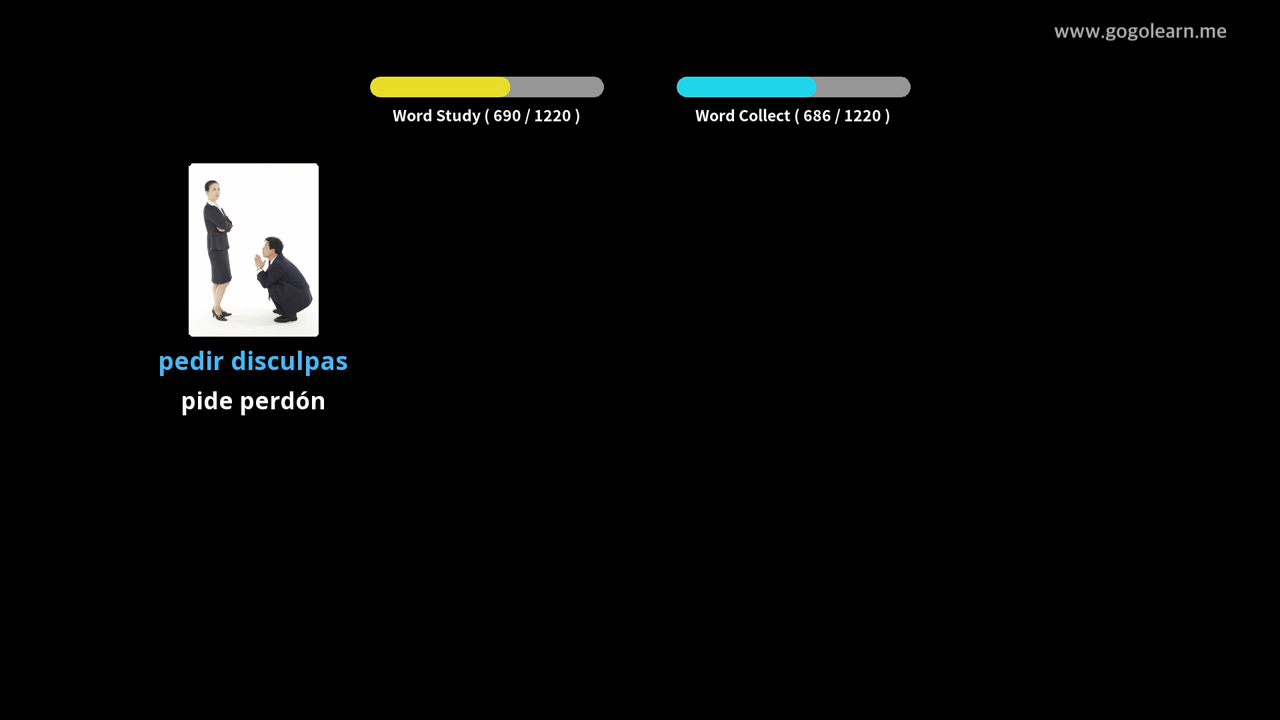 www.gogolearn.me
Word Study ( 690 / 1220 )
Word Collect ( 686 / 1220 )
pedir disculpas
pide perdón